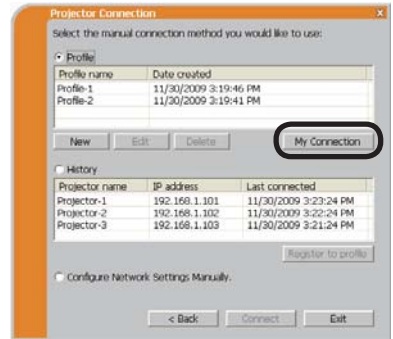 Projector Connection
Select the manual connection method you would like to use:
Profile
Profile name Date created
Profile-1 11/30/2009 3:19:46 PM
Profile-2 11/30/2009 3:19:41 PM
New Edit Delete My Connection
History
Projector name IP address Last connected
Projector-1 192.168.1.101 11/30/2009 3:23:24 PM
Projector-2 192.168.1.102 11/30/2009 3:22:24 PM
Projector-3 192.168.1.103 11/30/2009 3:21:24 PM
Register to profile
Configure Network Settings Manually.
< Back Connect Exit